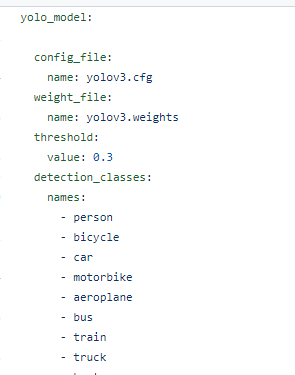 yolo_model:
config_file:
name: yolov3.cfg
weight_file:
name: yolov3.weights
threshold:
value: 0.3
detection_classes:
names:
- person
- bicycle
- car
- motorbike
- aeroplane
- bus
- train
- truck